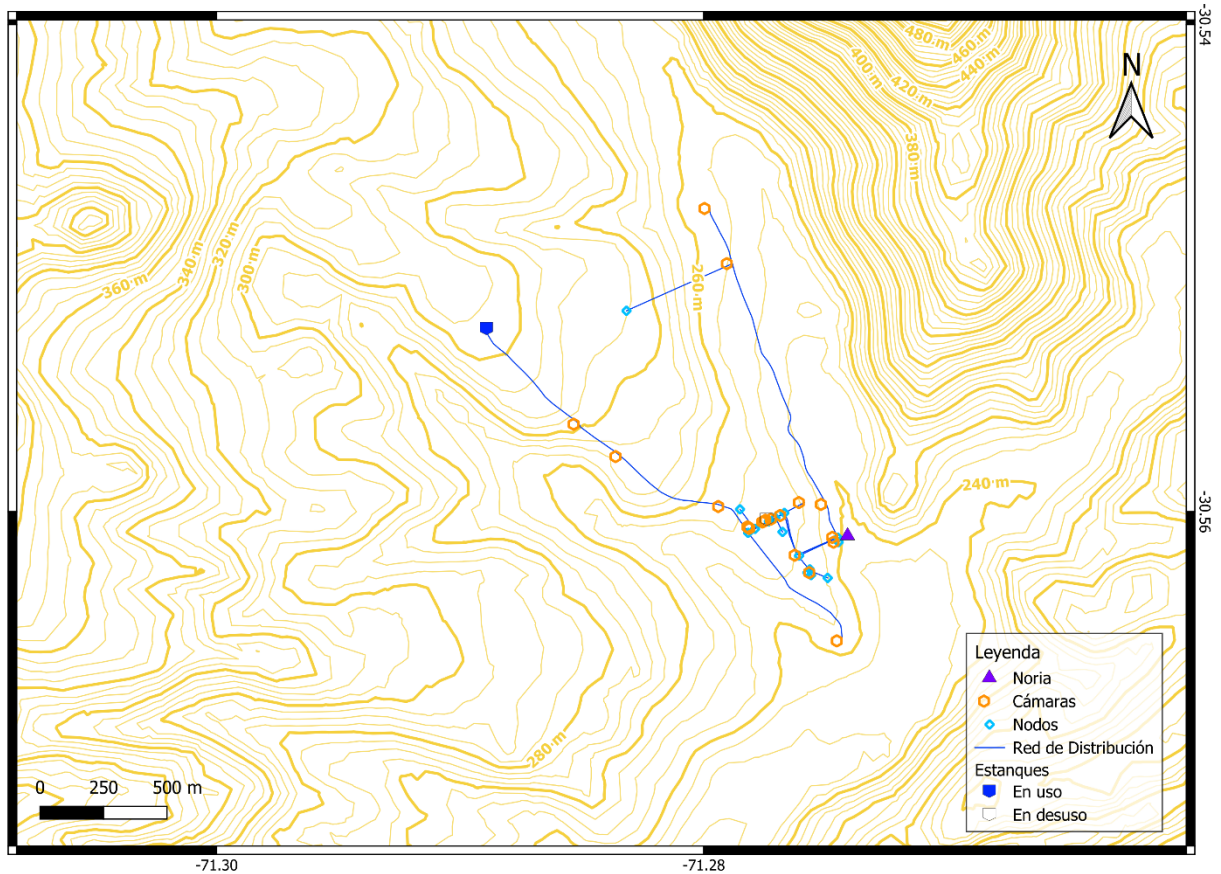 -30.54
480 m
460 m
440 m
400 m
420 m
N
380 m
320 m
340 m
300 m
360 m
260 m
240 m
-30.56
280 m
Leyenda
Noria
Cámaras
Nodos
Red de Distribución
Estanques
En uso
En desuso
0 250 500 m
-71.30 -71.28